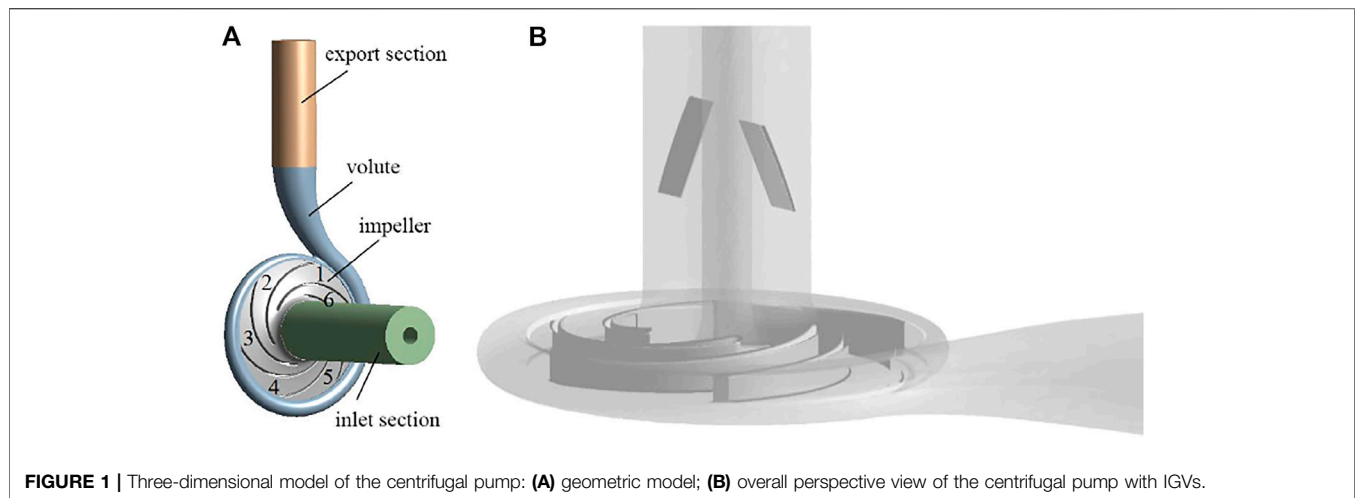 A
B
export section
volute
impeller
1
2
6
3
5
4
inlet section
FIGURE 1 | Three-dimensional model of the centrifugal pump: (A) geometric model; (B) overall perspective view of the centrifugal pump with IGVs.